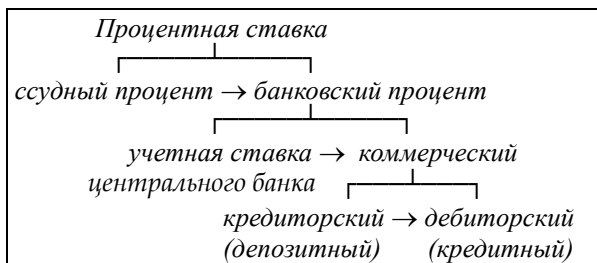 Процентная ставка
ссудный процент → банковский процент
учетная ставка → коммерческий
центрального банка
кредиторский → дебиторский
(депозитный) (кредитный)